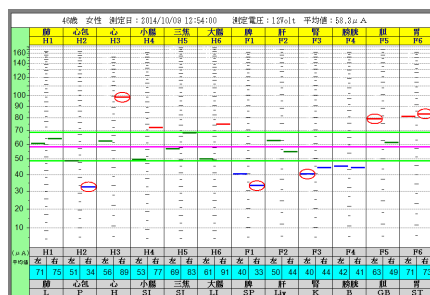 40歳 女性 測定日：2014/10/09 12:54:00 測定電圧：12Volt 平均値：58.3μA
肺 心包 心 小腸 三焦 大腸 脾 肝 腎 膀胱 胆 胃
H1 H2 H3 H4 H5 H6 F1 F2 F3 F4 F5 F6
160
140
120
100
90
80
70
60
50
40
30
20
10
(μA) H1 H2 H3 H4 H5 H6 F1 F2 F3 F4 F5 F6
平均値 左 右 左 右 左 右 左 右 左 右 左 右 左 右 左 右 左 右 左 右 左 右 左 右
71 75 51 34 56 89 53 77 69 83 61 91 40 33 50 44 40 44 42 41 63 49 71 73
L P H SI SI LI SP Liv K B GB ST